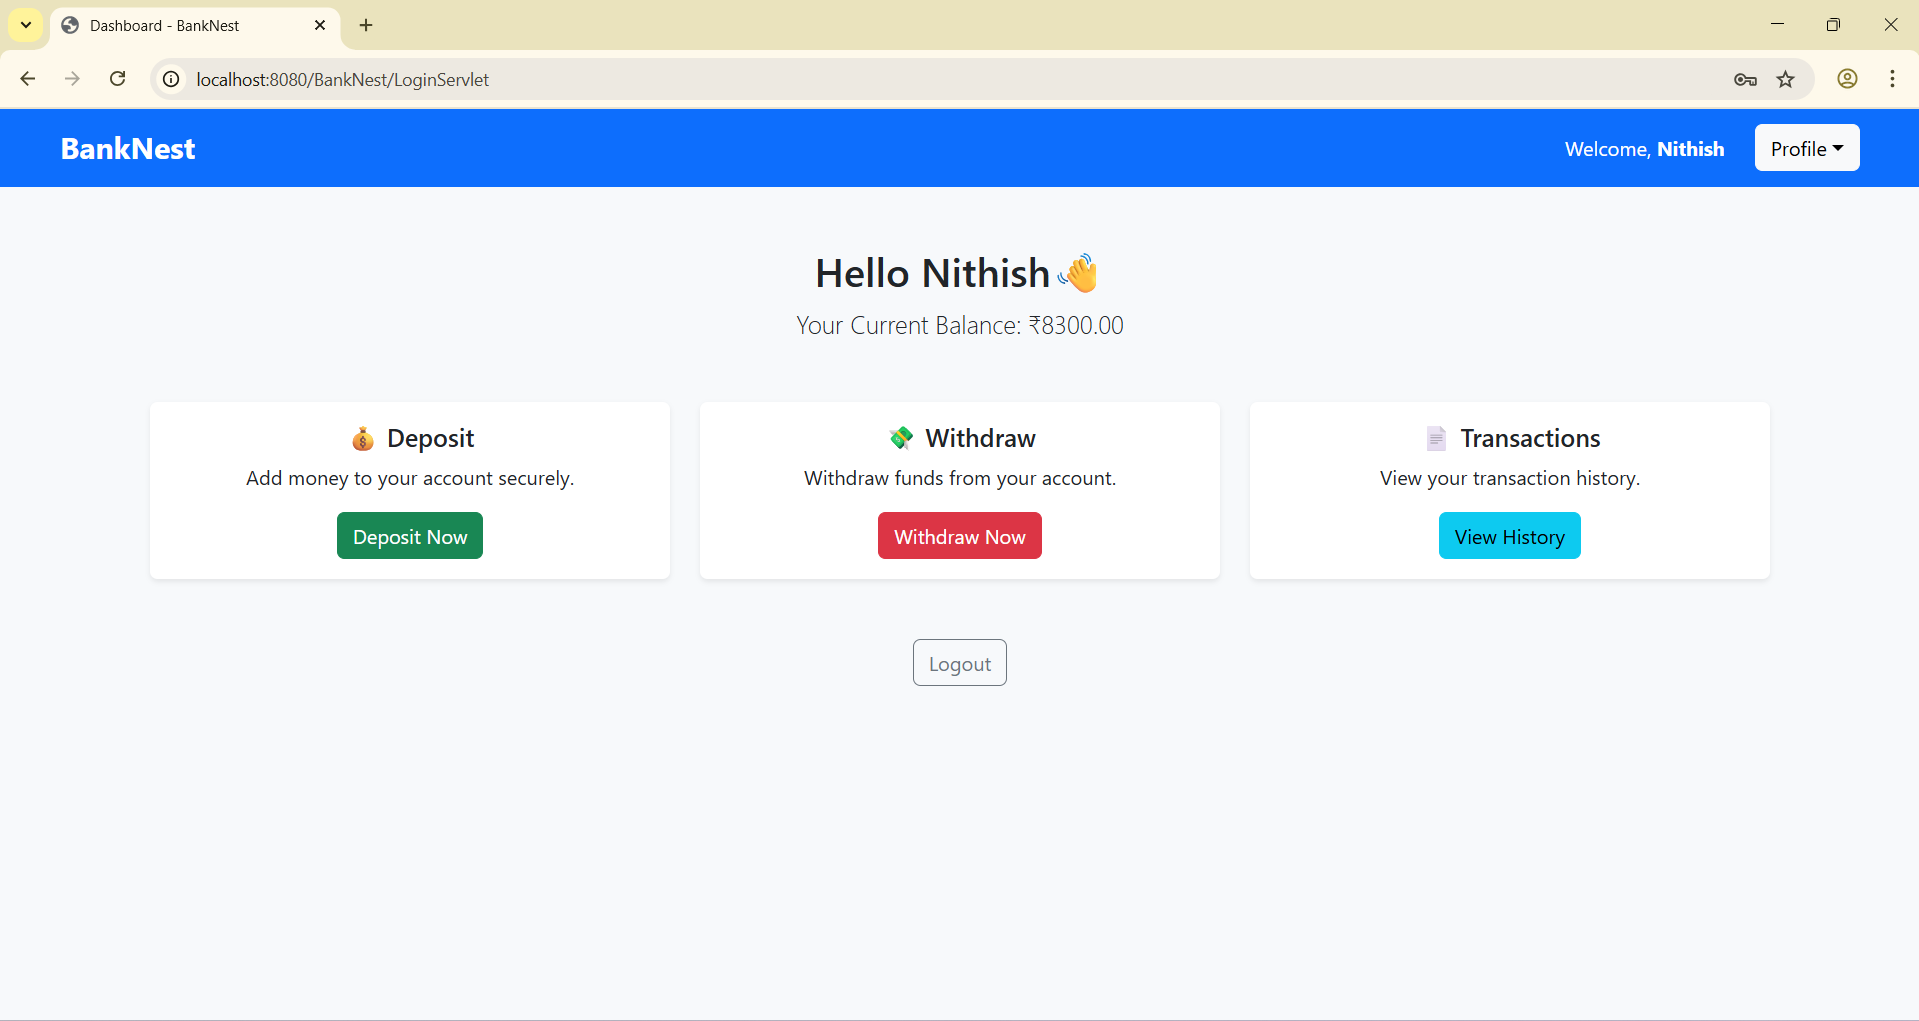 Dashboard - BankNest
localhost:8080/BankNest/LoginServlet
BankNest
Welcome, Nithish
Profile
Hello Nithish 👋
Your Current Balance: ₹8300.00
💰 Deposit
Add money to your account securely.
Deposit Now
💸 Withdraw
Withdraw funds from your account.
Withdraw Now
📄 Transactions
View your transaction history.
View History
Logout